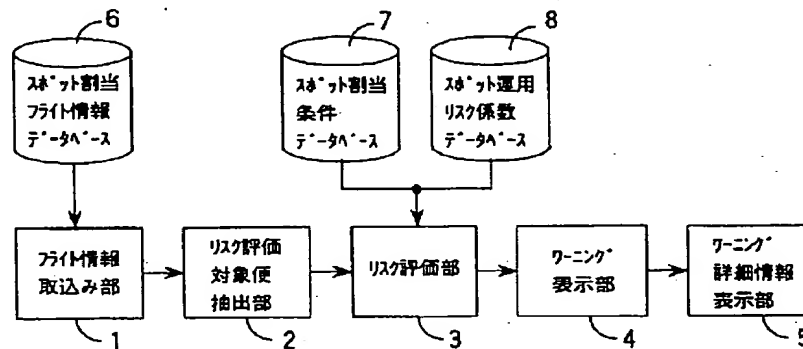 6
7
8
スポット割当
フライト情報
データベース
スポット割当
条件
データベース
スポット運用
リスク係数
データベース
フライト情報
取込み部
リスク評価
対象便
抽出部
リスク評価部
ワーニング
表示部
ワーニング
詳細情報
表示部
1
2
3
4
5